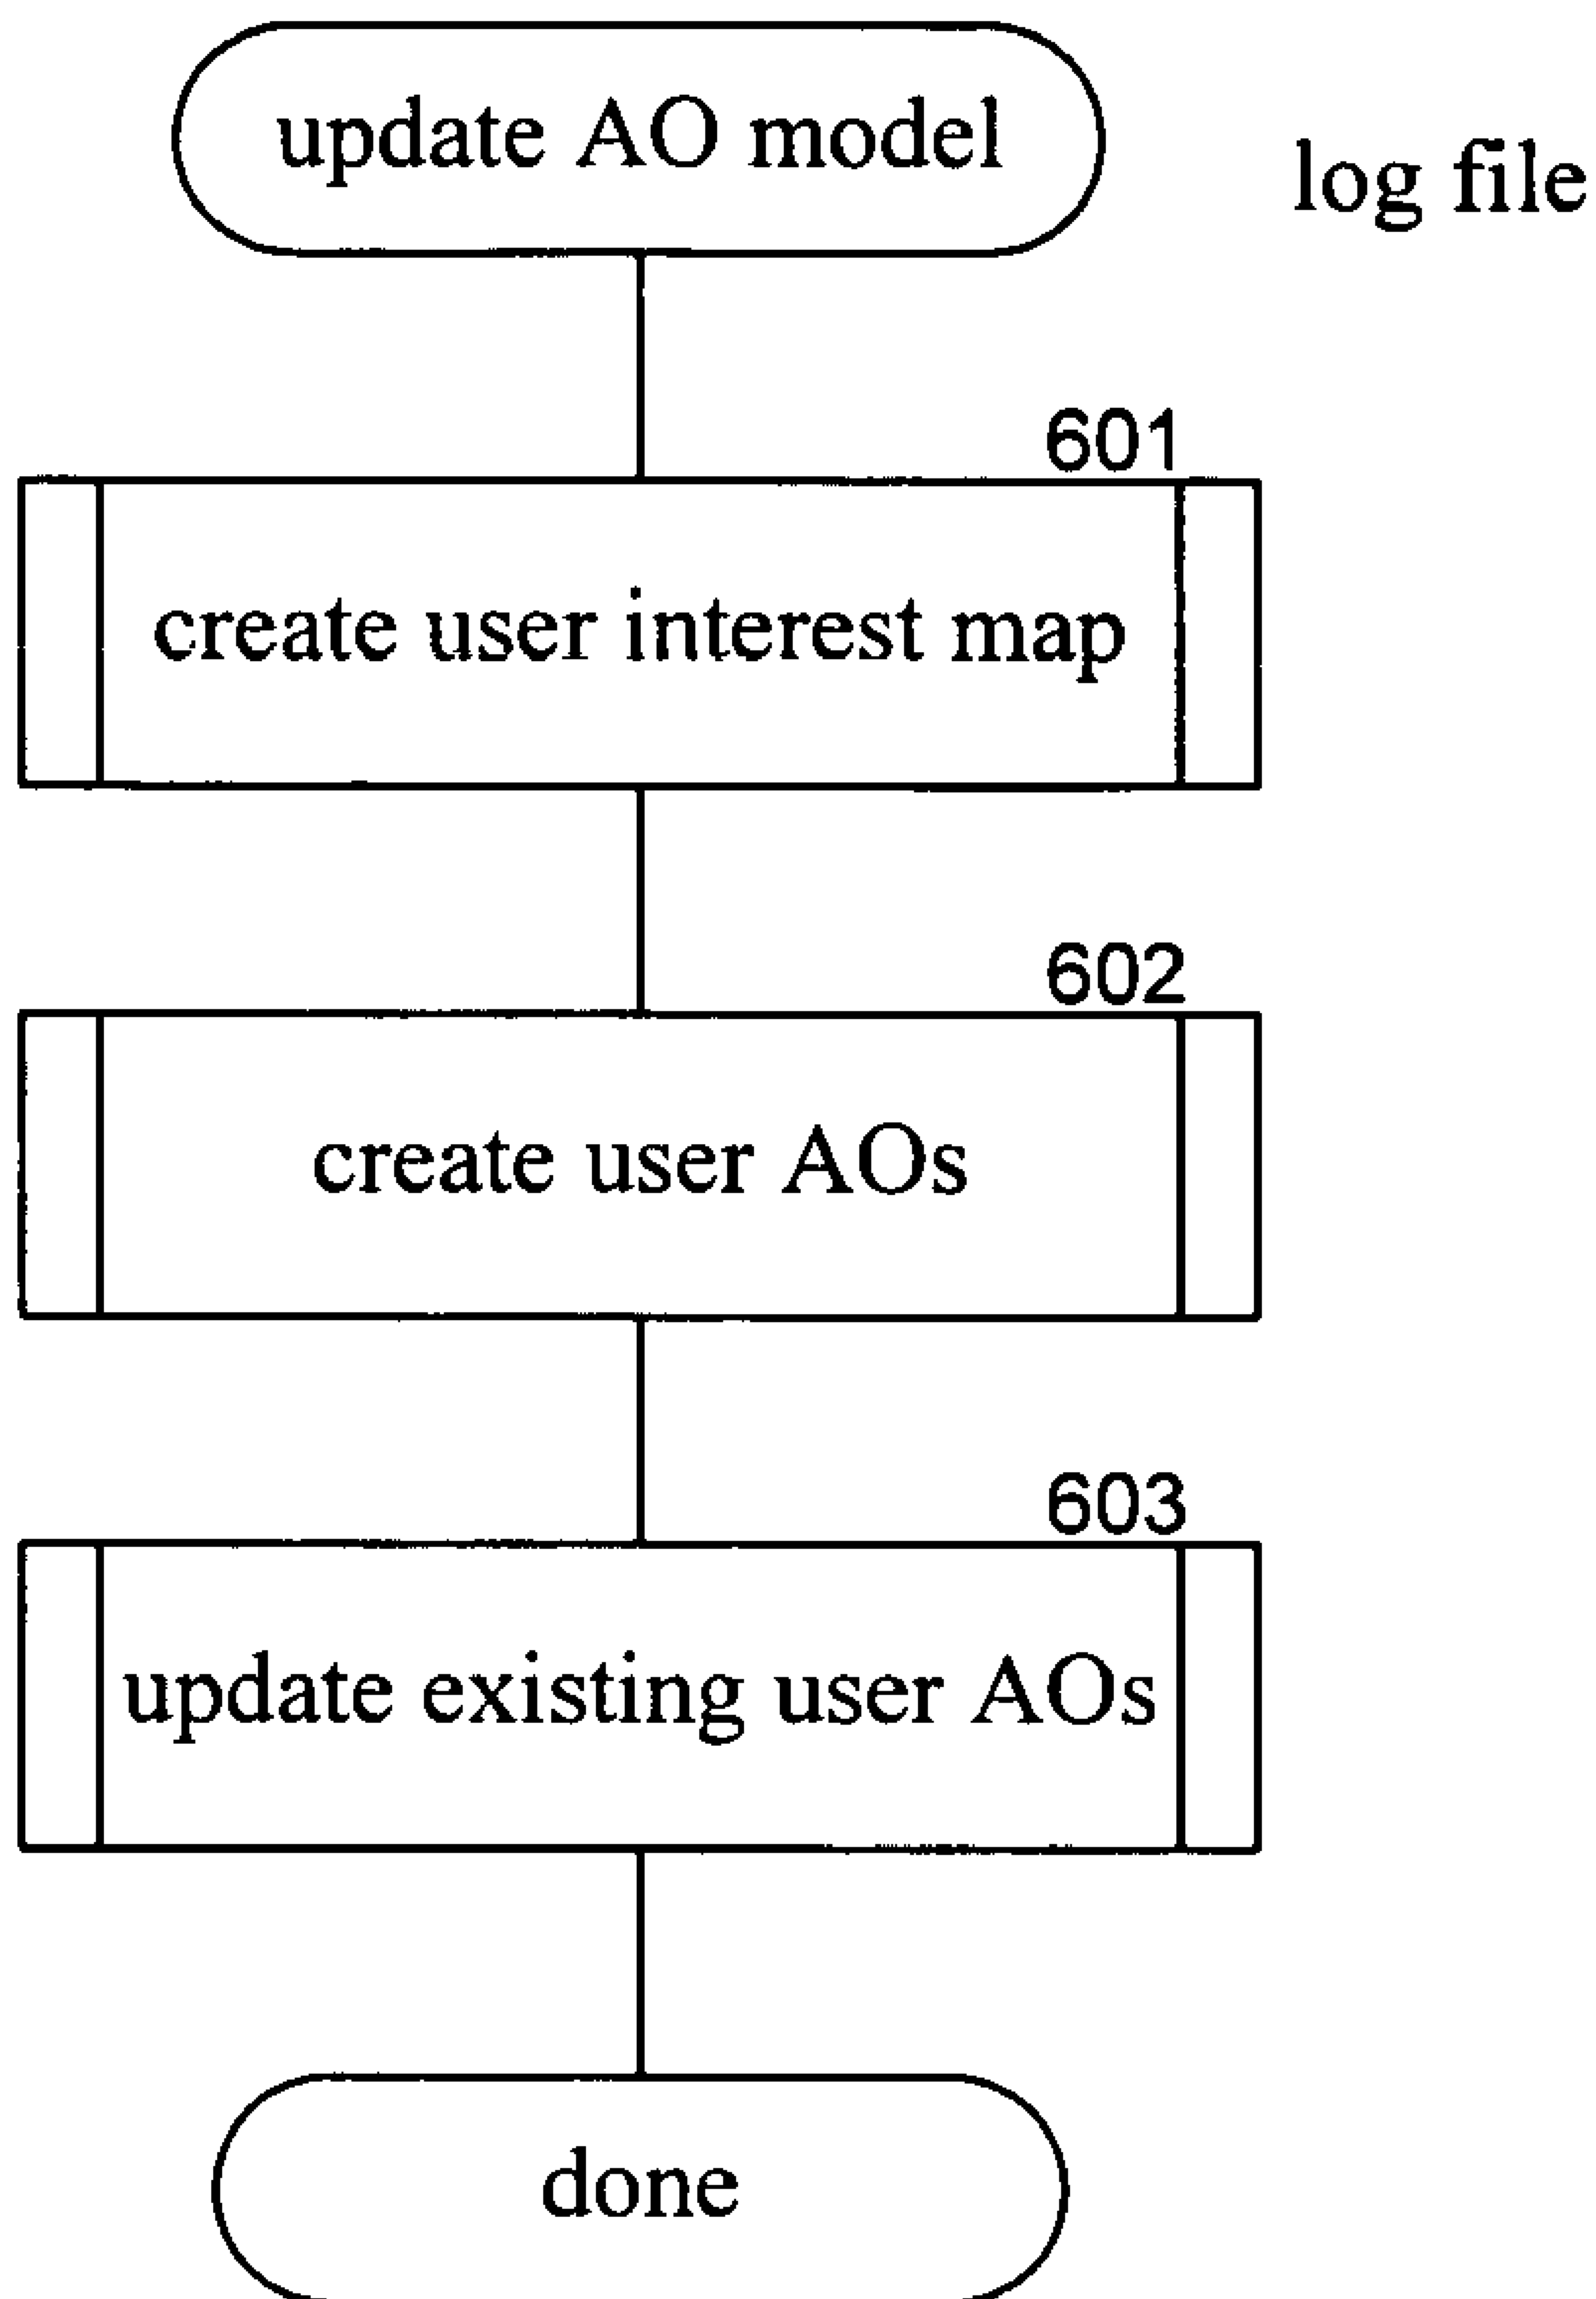 update AO model
log file
601
create user interest map
602
create user AOs
603
update existing user AOs
done